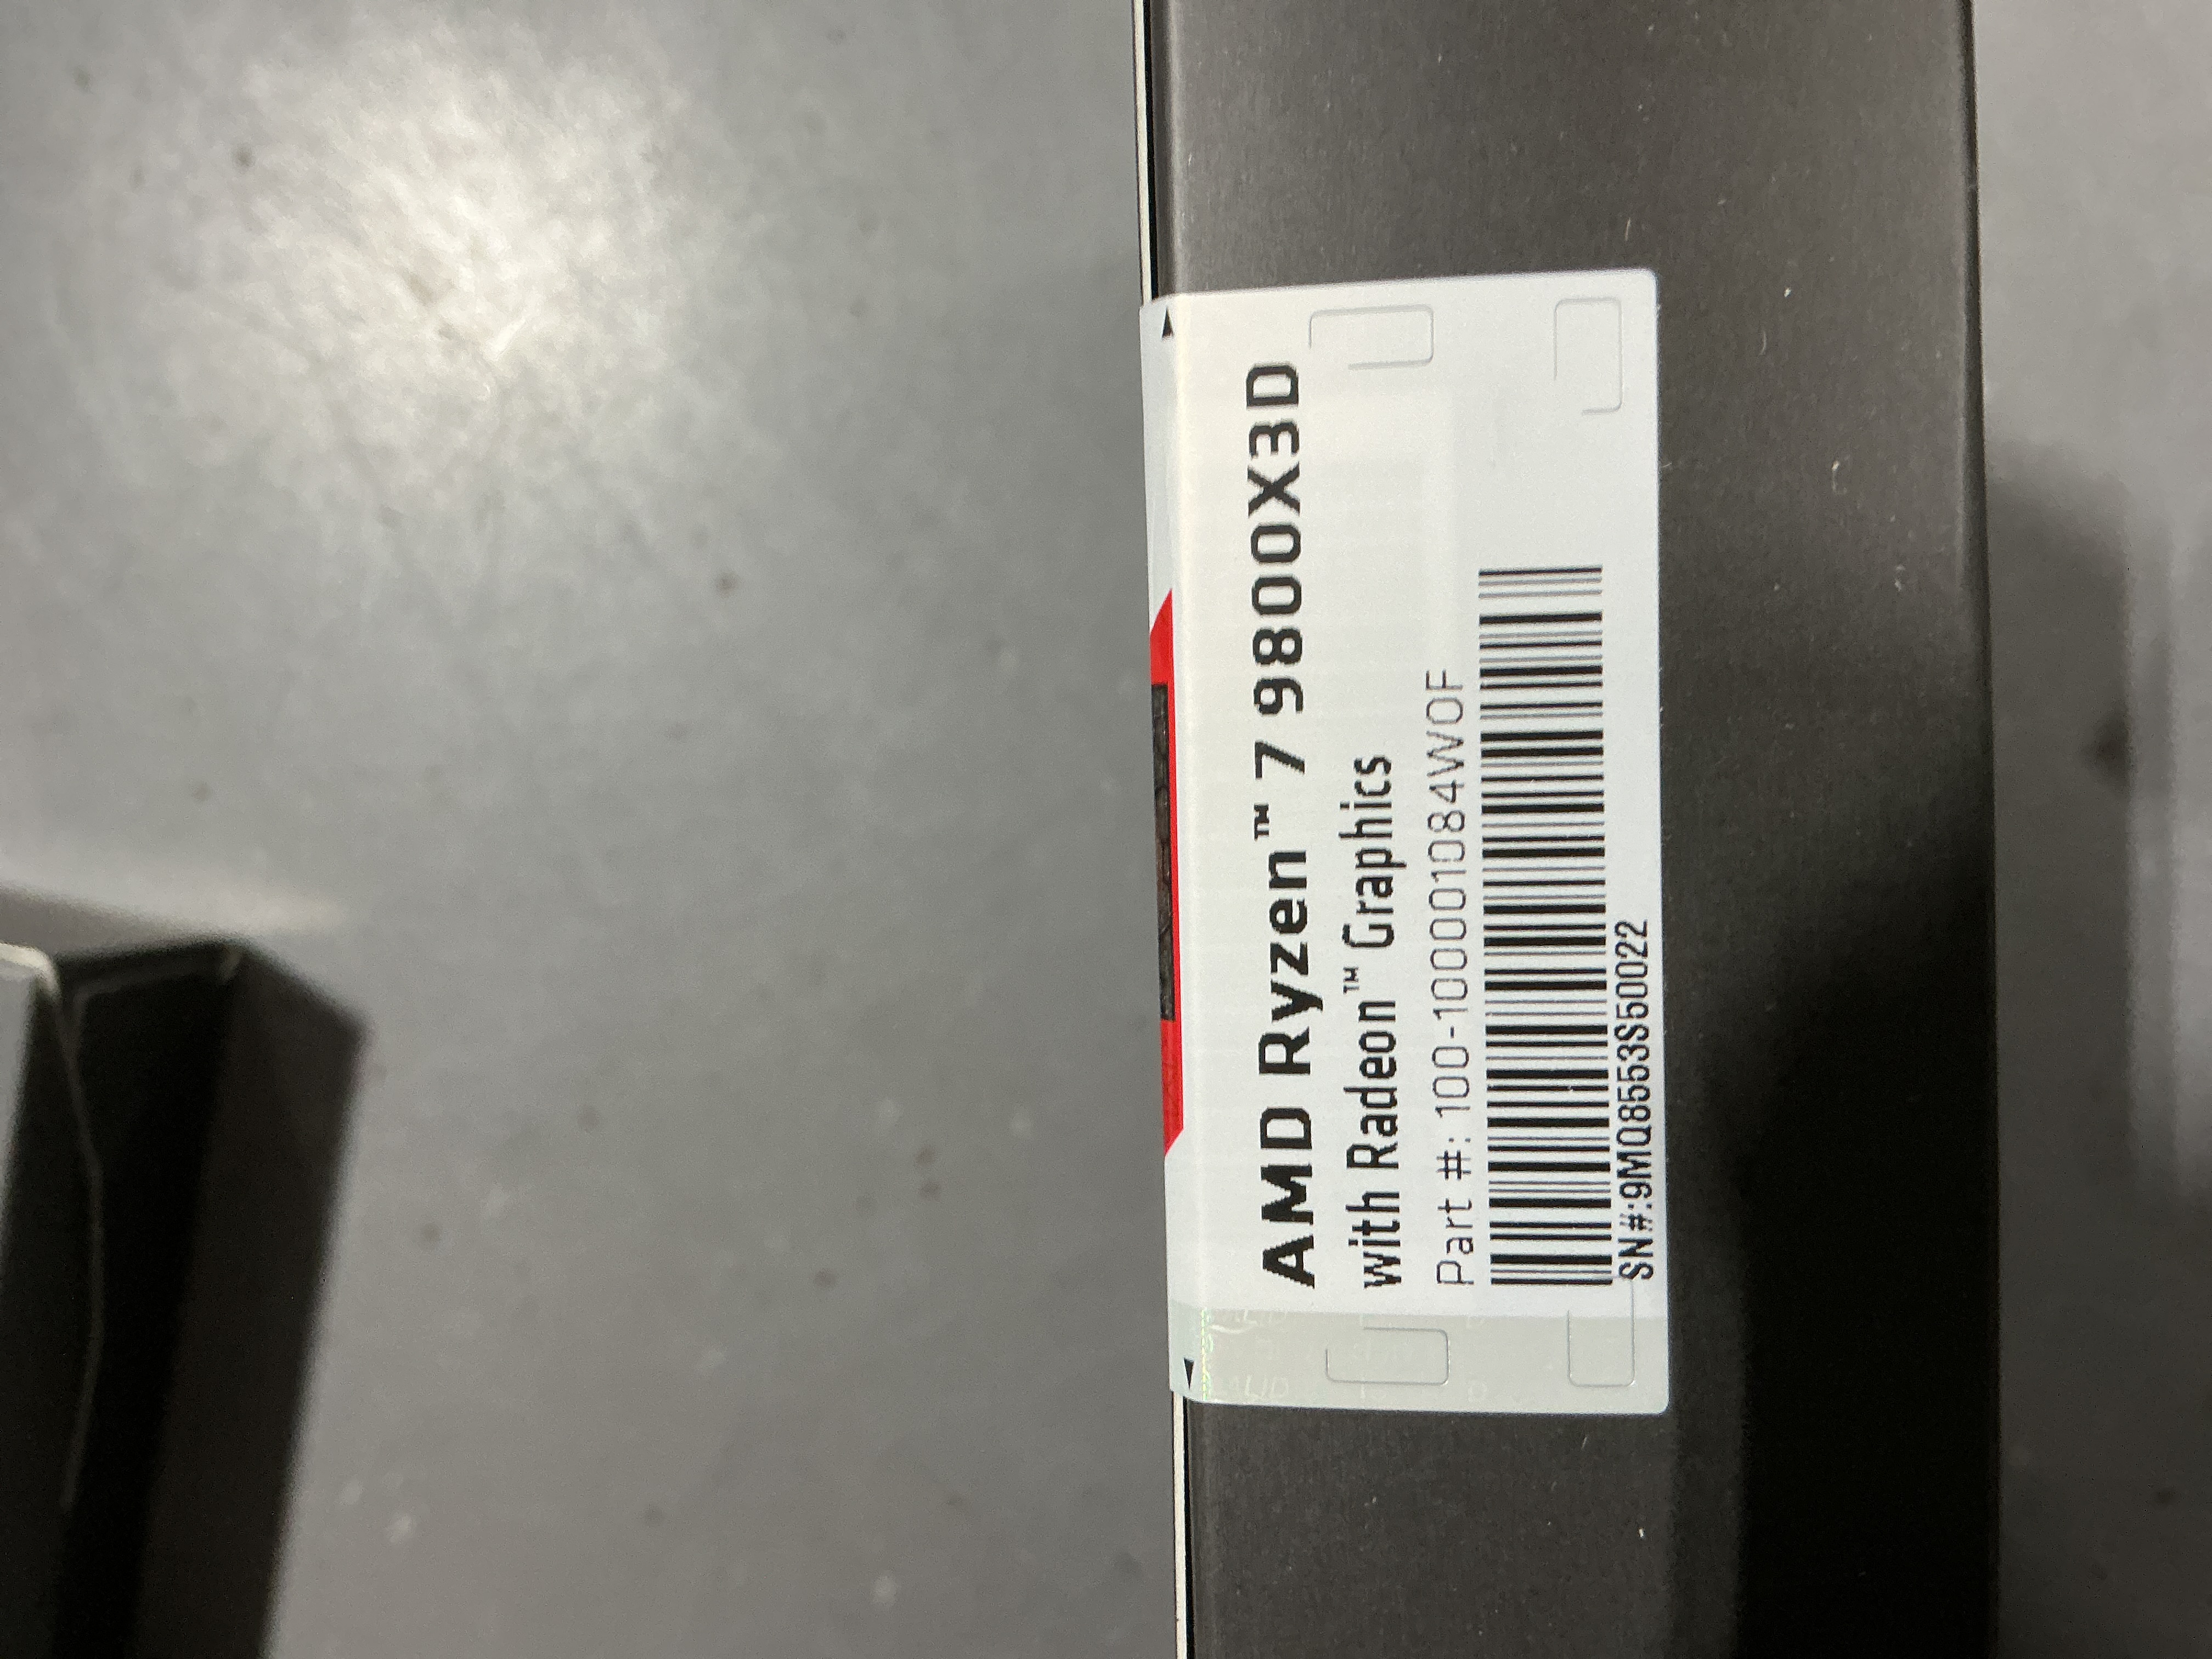 AMD Ryzen™ 7 9800X3D
with Radeon™ Graphics
Part #: 100-100001084WOF
SN#:9MQ8553S50022